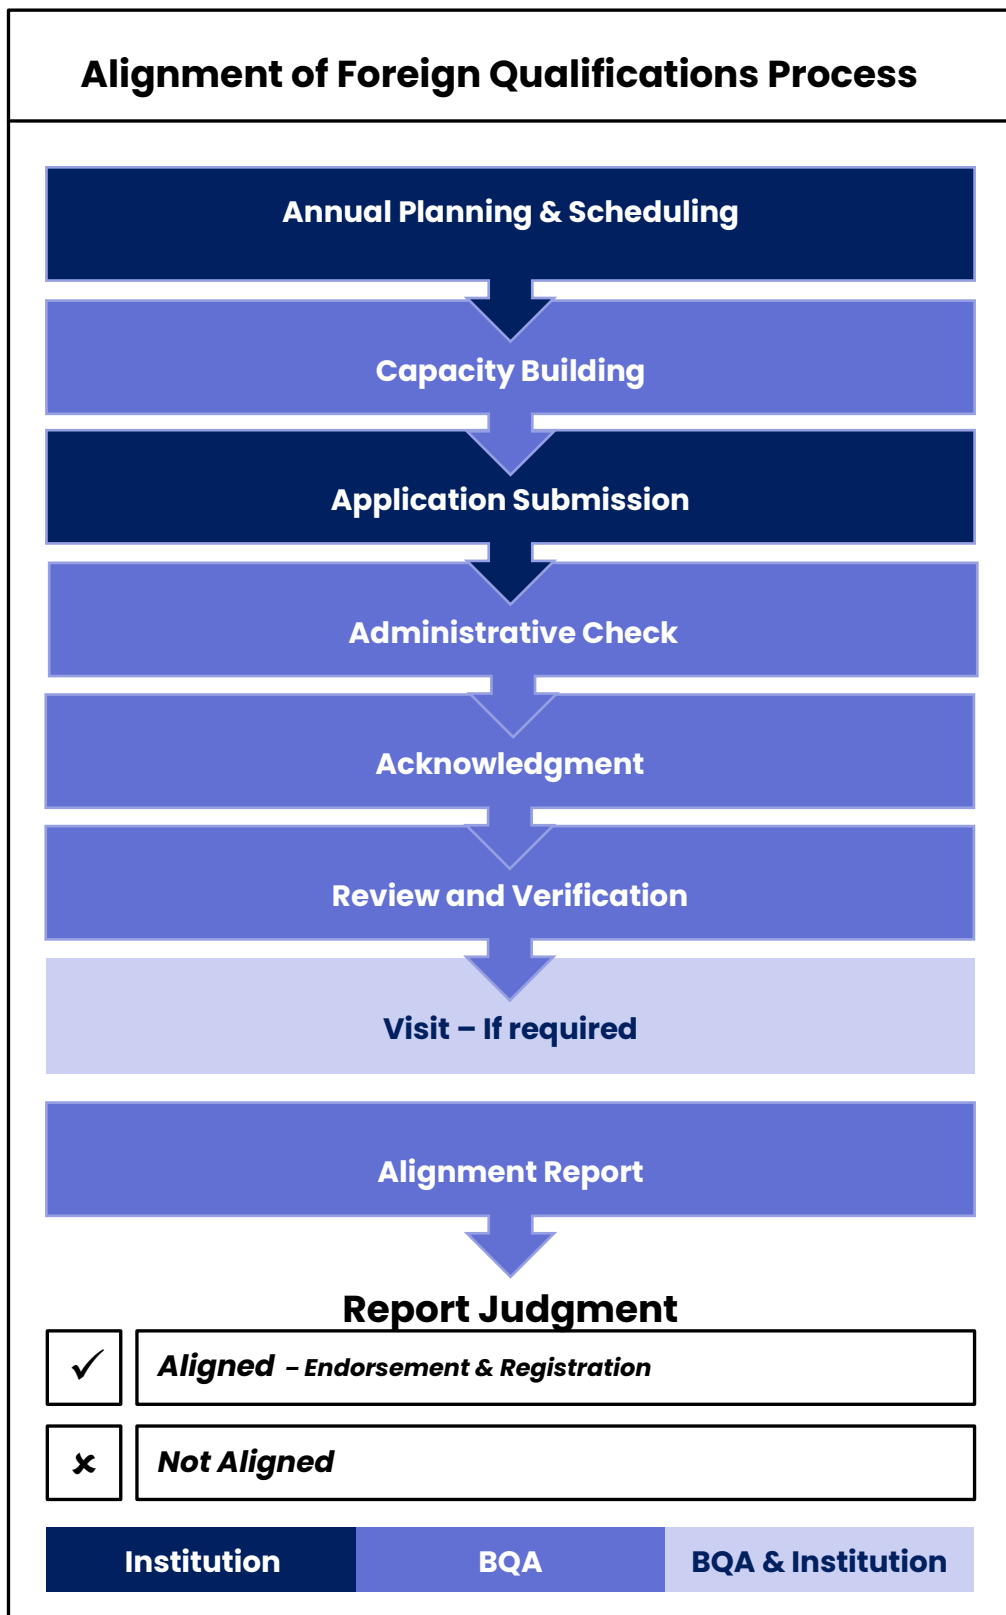 Alignment of Foreign Qualifications Process
Annual Planning & Scheduling
Capacity Building
Application Submission
Administrative Check
Acknowledgment
Review and Verification
Visit – If required
Alignment Report
Report Judgment
✓ Aligned – Endorsement & Registration
✗ Not Aligned
Institution BQA BQA & Institution